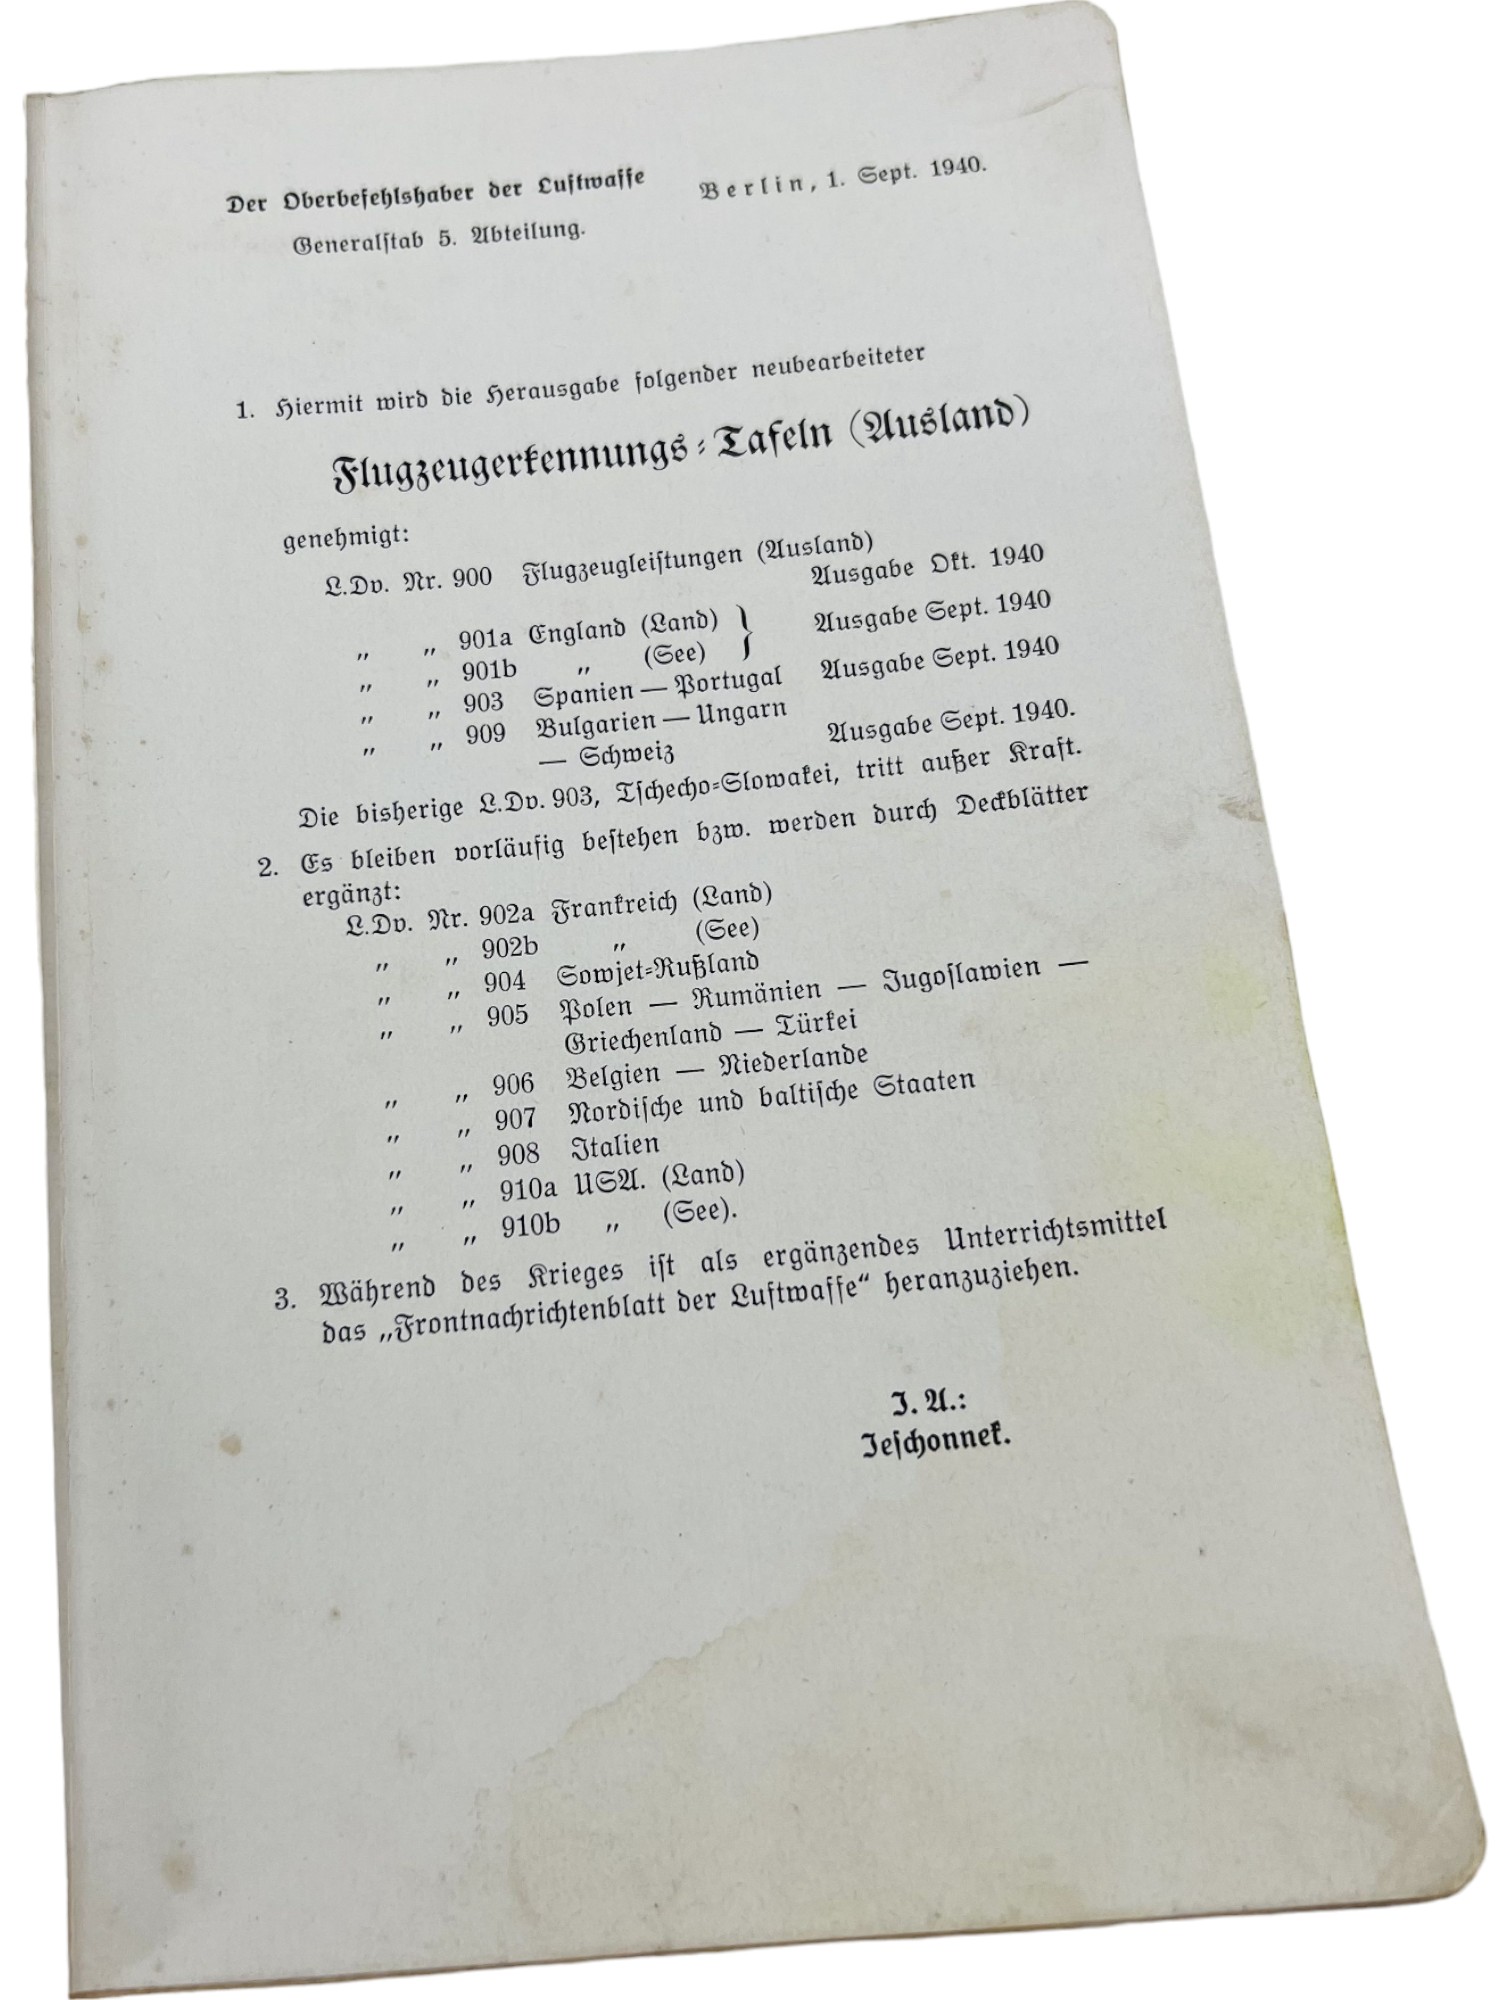 Der Oberbefehlshaber der Luftwaffe Berlin, 1. Sept. 1940.
Generalstab 5. Abteilung.
1. Hiermit wird die Herausgabe folgender neubearbeiteter
Flugzeugerkennungs-Tafeln (Ausland)
genehmigt:
L.Dv. Nr. 900 Flugzeugleistungen (Ausland)
Ausgabe Okt. 1940
„ „ 901a England (Land) } Ausgabe Sept. 1940
„ „ 901b „ (See)
„ „ 903 Spanien — Portugal Ausgabe Sept. 1940
„ „ 909 Bulgarien — Ungarn
— Schweiz Ausgabe Sept. 1940.
Die bisherige L.Dv. 903, Tschecho-Slowakei, tritt außer Kraft.
2. Es bleiben vorläufig bestehen bzw. werden durch Deckblätter
ergänzt:
L.Dv. Nr. 902a Frankreich (Land)
„ „ 902b „ (See)
„ „ 904 Sowjet-Rußland
„ „ 905 Polen — Rumänien — Jugoslawien —
Griechenland — Türkei
„ „ 906 Belgien — Niederlande
„ „ 907 Nordische und baltische Staaten
„ „ 908 Italien
„ „ 910a USA. (Land)
„ „ 910b „ (See).
3. Während des Krieges ist als ergänzendes Unterrichtsmittel
das „Frontnachrichtenblatt der Luftwaffe“ heranzuziehen.
J. A.:
Jeschonnek.